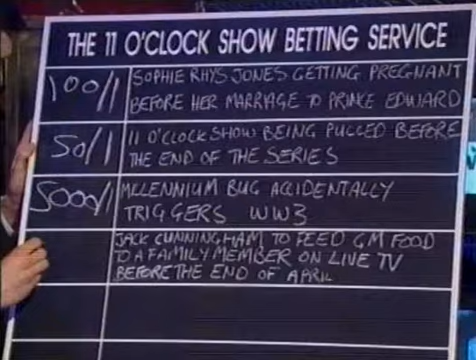 THE 11 O'CLOCK SHOW BETTING SERVICE
100/1 SOPHIE RHYS JONES GETTING PREGNANT
BEFORE HER MARRIAGE TO PRINCE EDWARD
50/1 11 O'CLOCK SHOW BEING PULLED BEFORE
THE END OF THE SERIES
5000/1 MILLENNIUM BUG ACCIDENTALLY
TRIGGERS WW3
JACK CUNNINGHAM TO FEED GM FOOD
TO A FAMILY MEMBER ON LIVE TV
BEFORE THE END OF APRIL